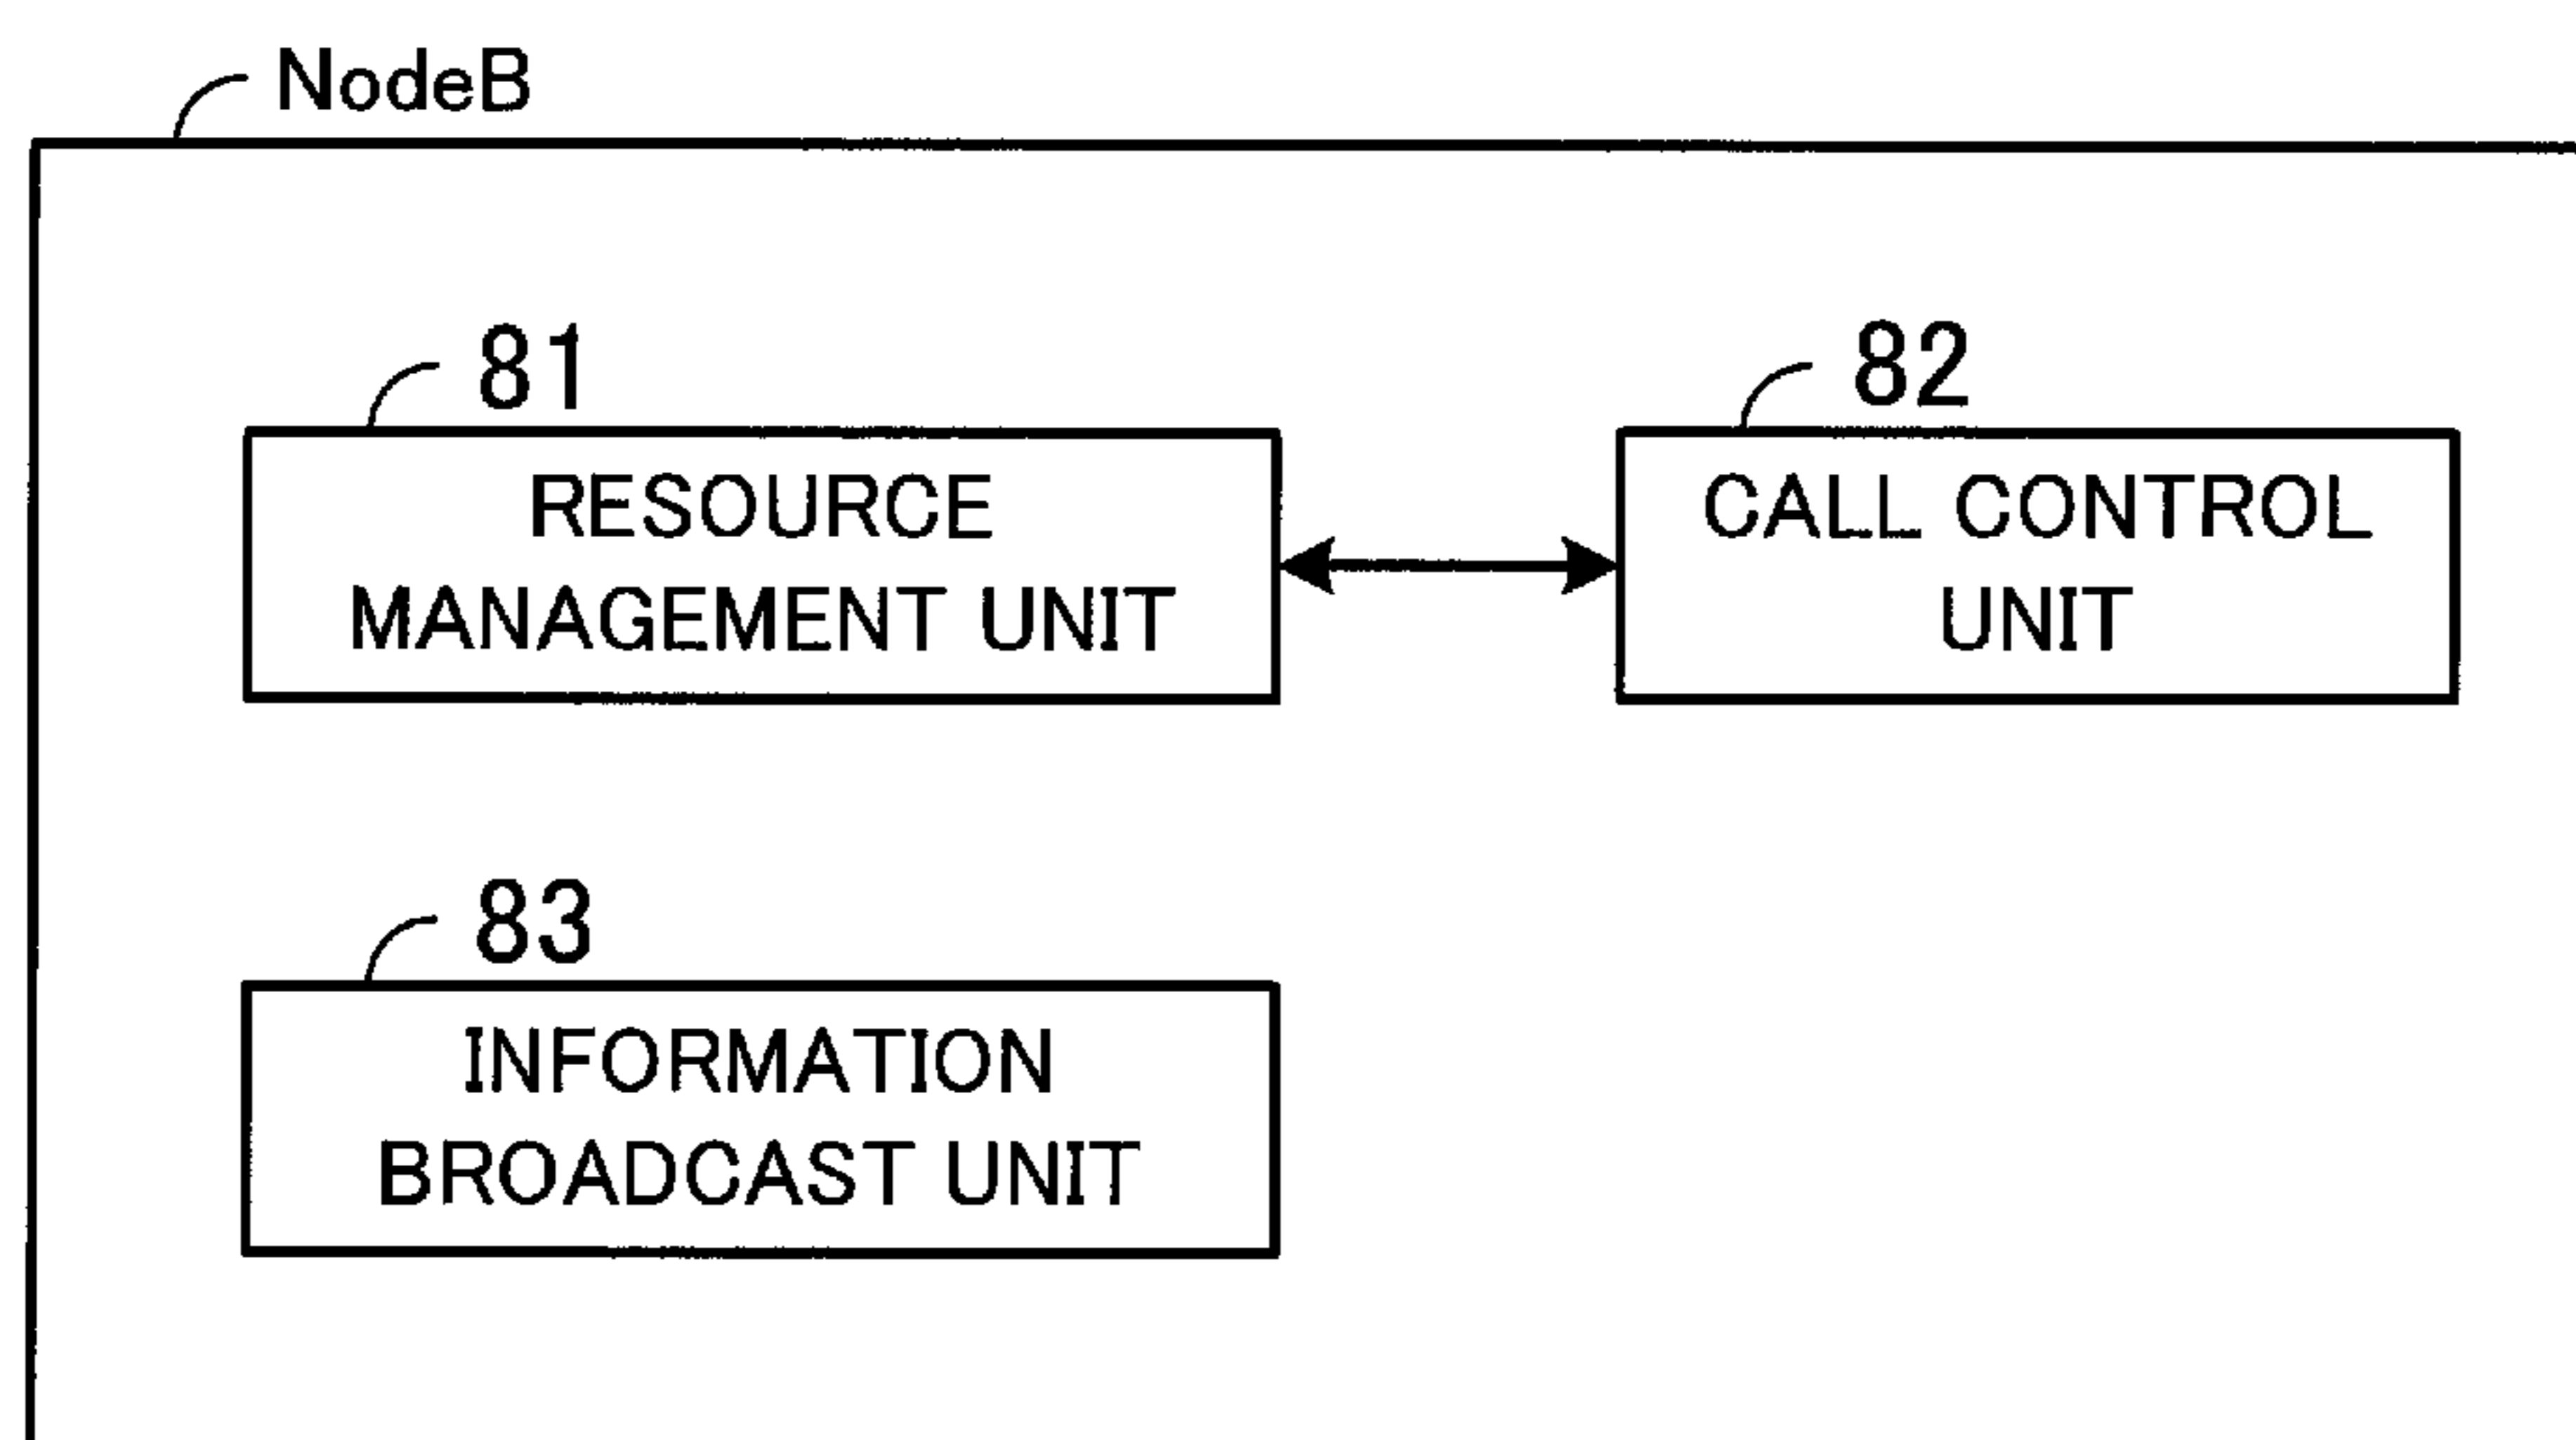 NodeB
81
RESOURCE
MANAGEMENT UNIT
82
CALL CONTROL
UNIT
83
INFORMATION
BROADCAST UNIT